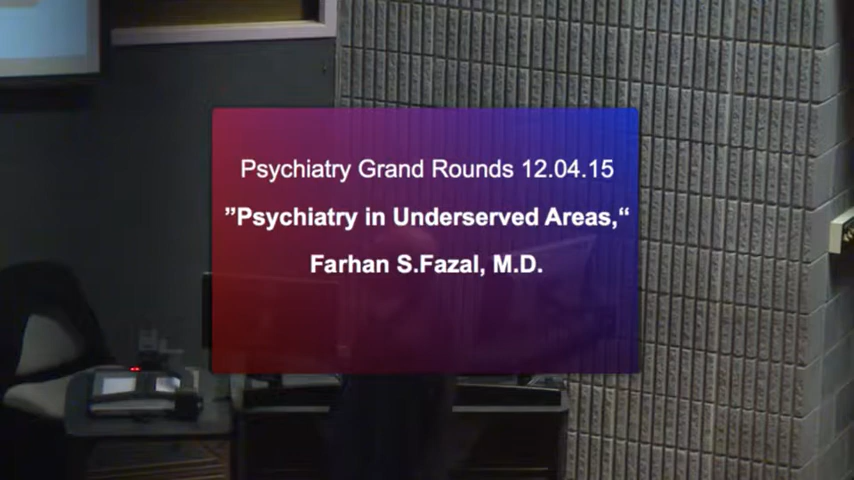 Psychiatry Grand Rounds 12.04.15
”Psychiatry in Underserved Areas,“
Farhan S.Fazal, M.D.